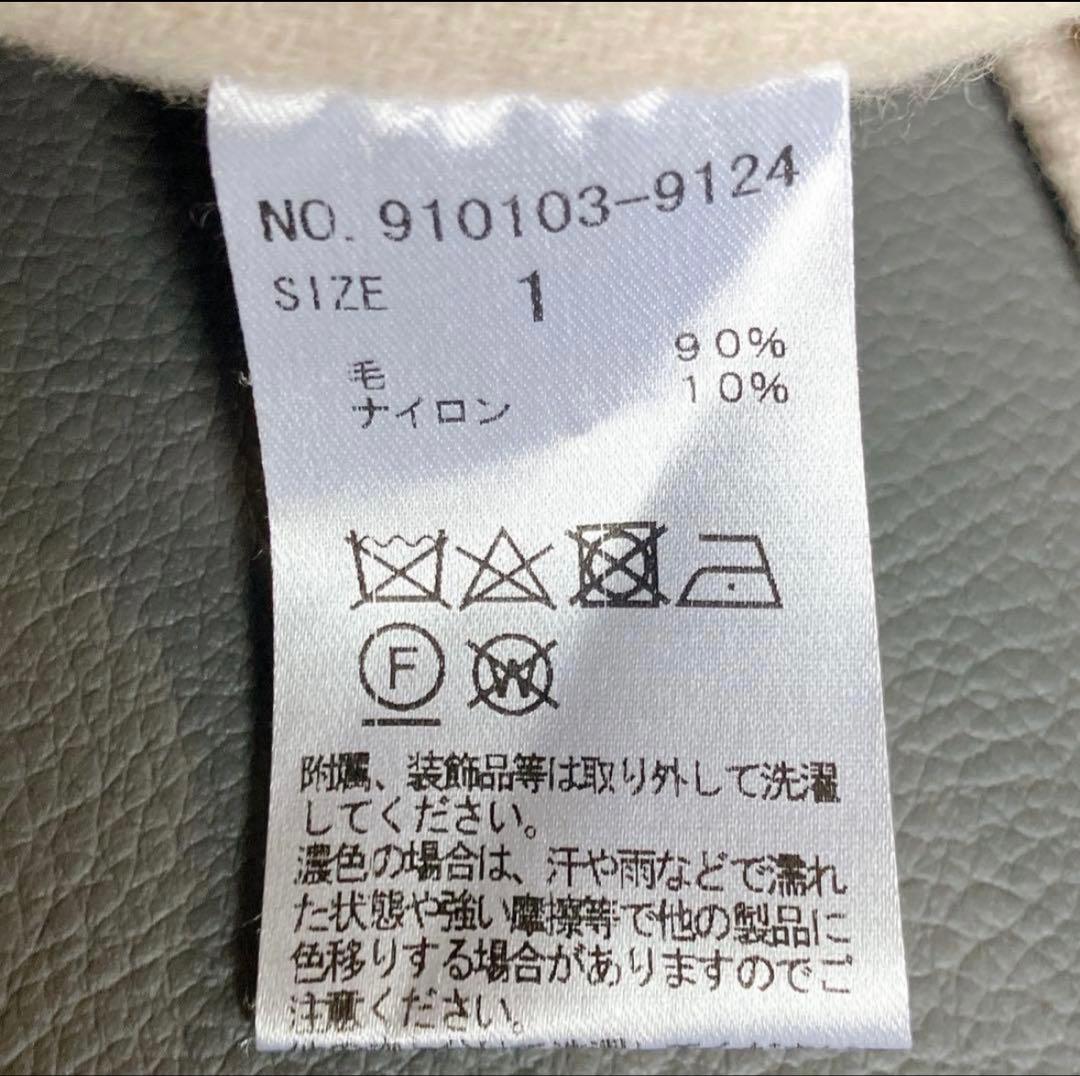 NO. 910103-9124
SIZE 1
毛 90%
ナイロン 10%
F W
附属、装飾品等は取り外して洗濯
してください。
濃色の場合は、汗や雨などで濡れ
た状態や強い摩擦等で他の製品に
色移りする場合がありますのでご
注意ください。